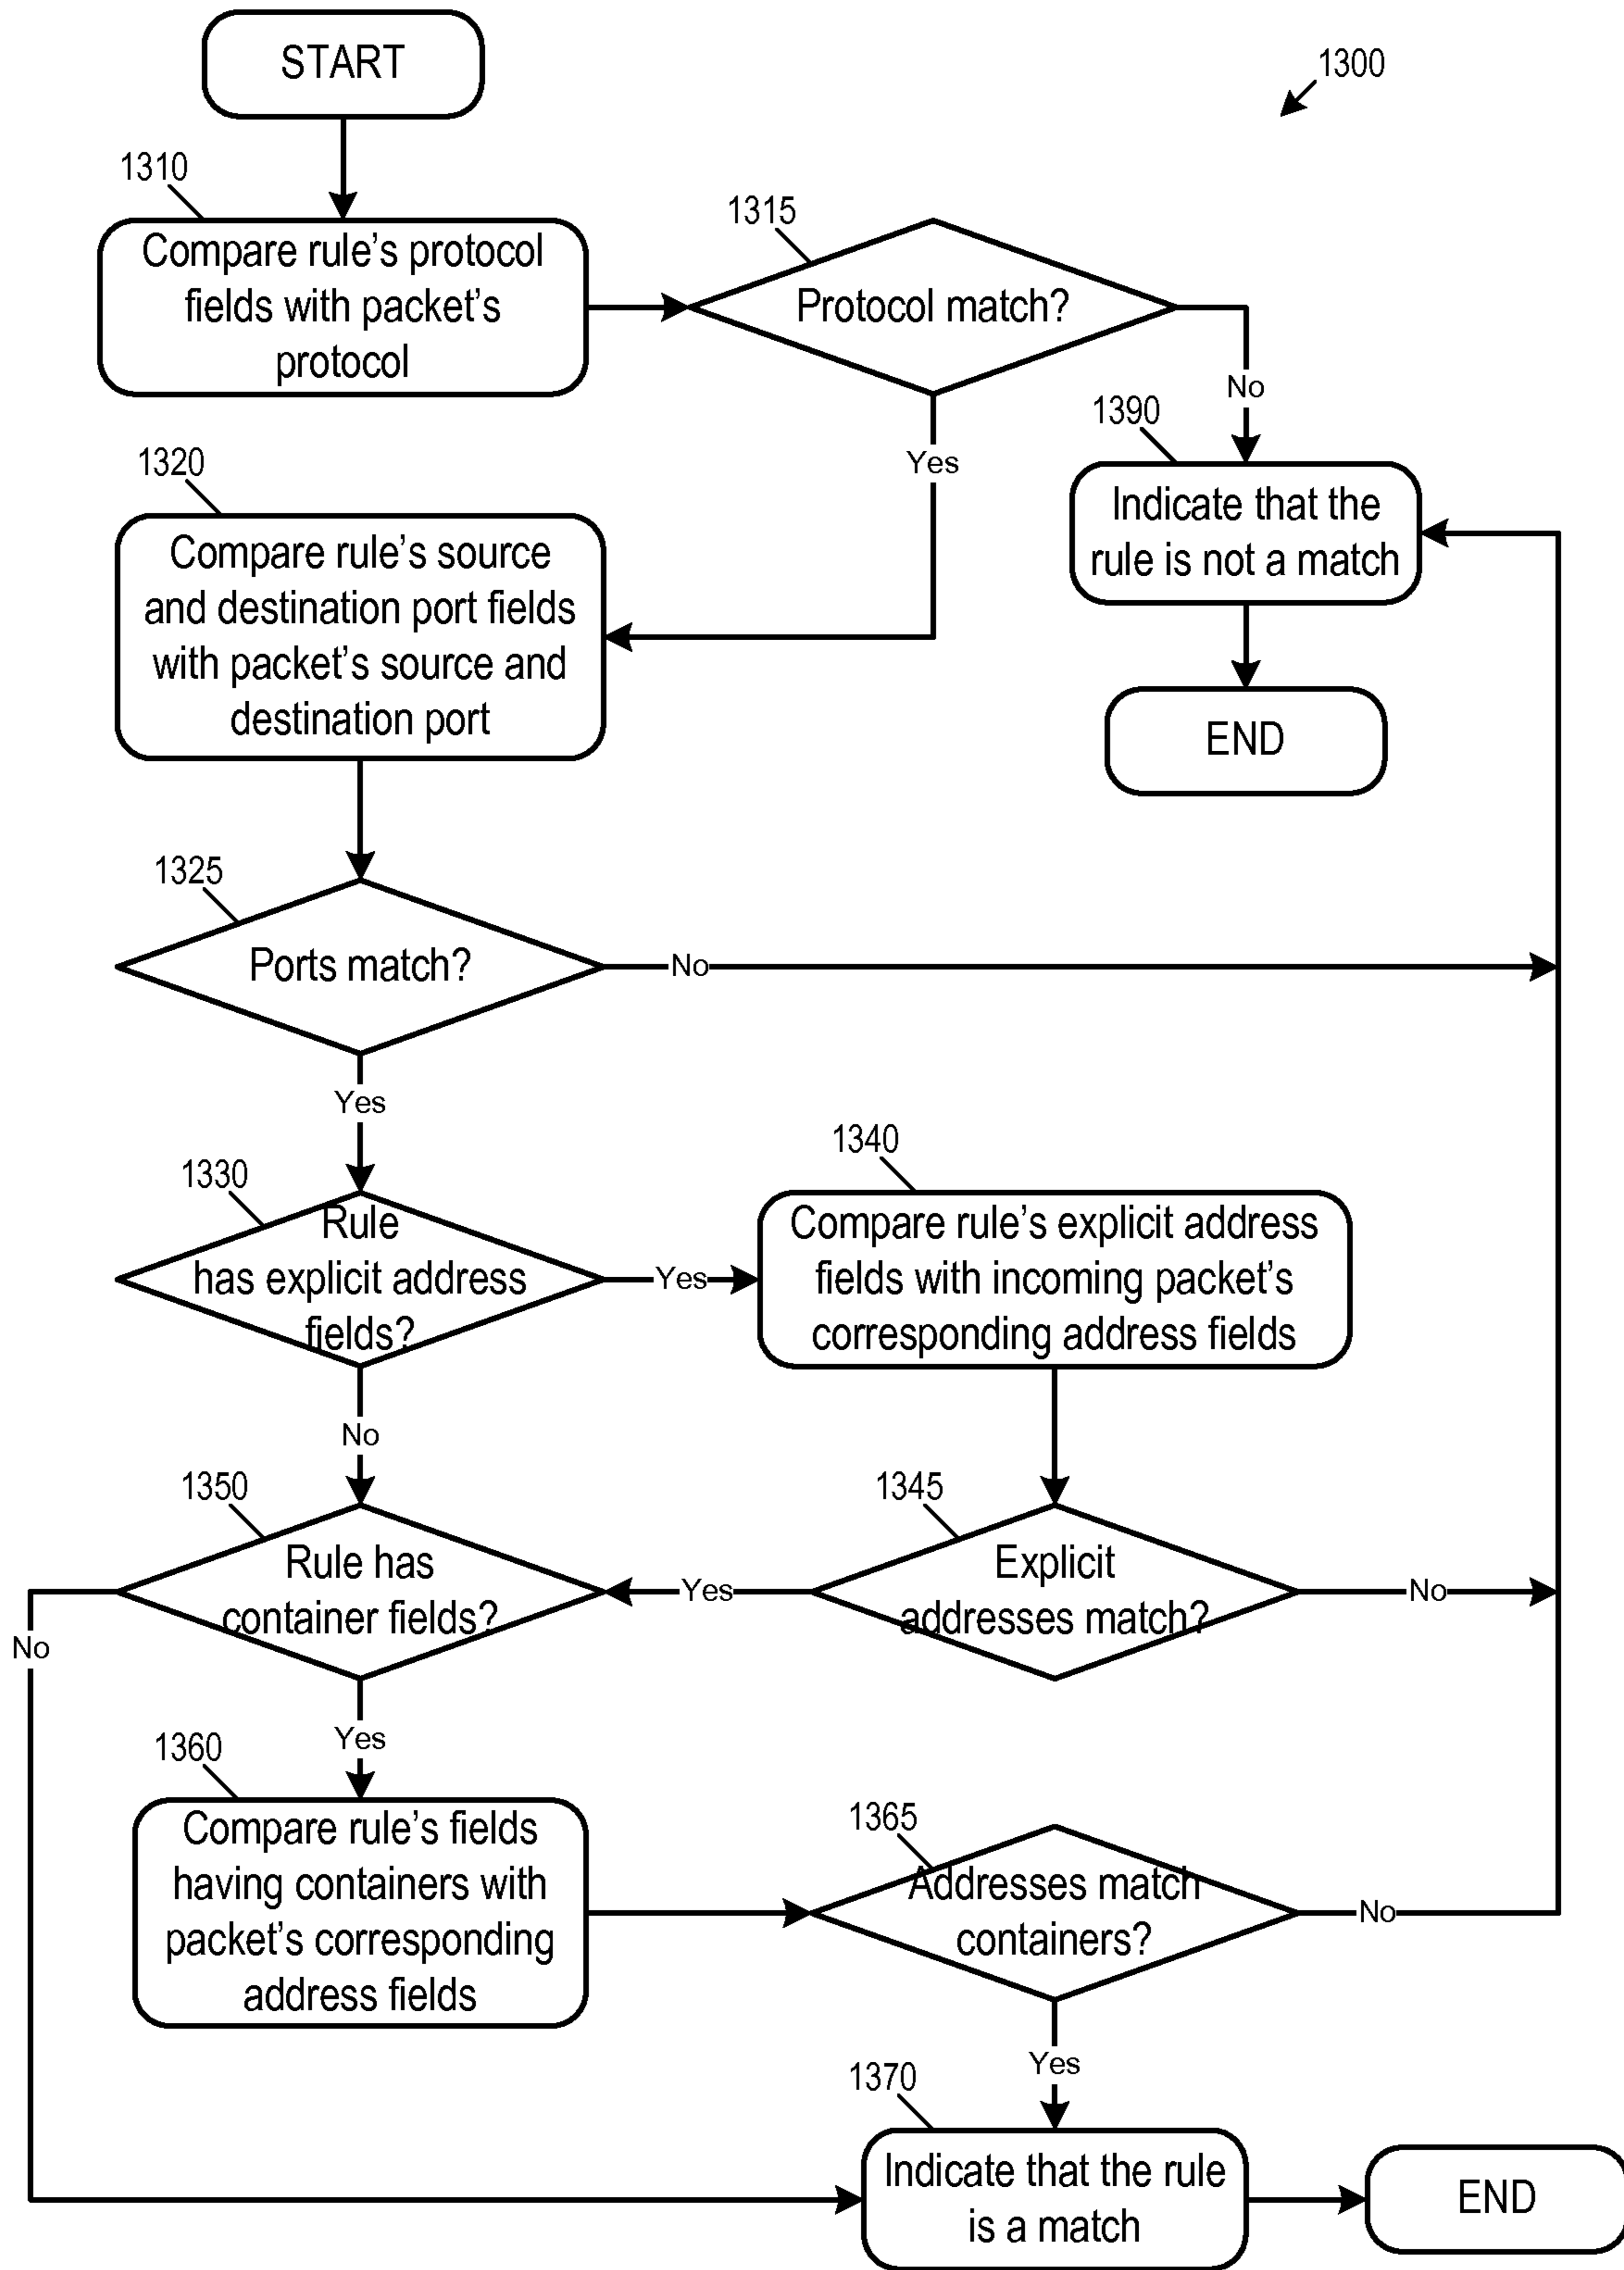 START
1300
1310
Compare rule's protocol
fields with packet's
protocol
1315
Protocol match?
No
Yes
1390
Indicate that the
rule is not a match
END
1320
Compare rule's source
and destination port fields
with packet's source and
destination port
1325
Ports match?
No
Yes
1330
Rule
has explicit address
fields?
Yes
No
1340
Compare rule's explicit address
fields with incoming packet's
corresponding address fields
1345
Explicit
addresses match?
Yes
No
1350
Rule has
container fields?
No
Yes
1360
Compare rule's fields
having containers with
packet's corresponding
address fields
1365
Addresses match
containers?
No
Yes
1370
Indicate that the rule
is a match
END